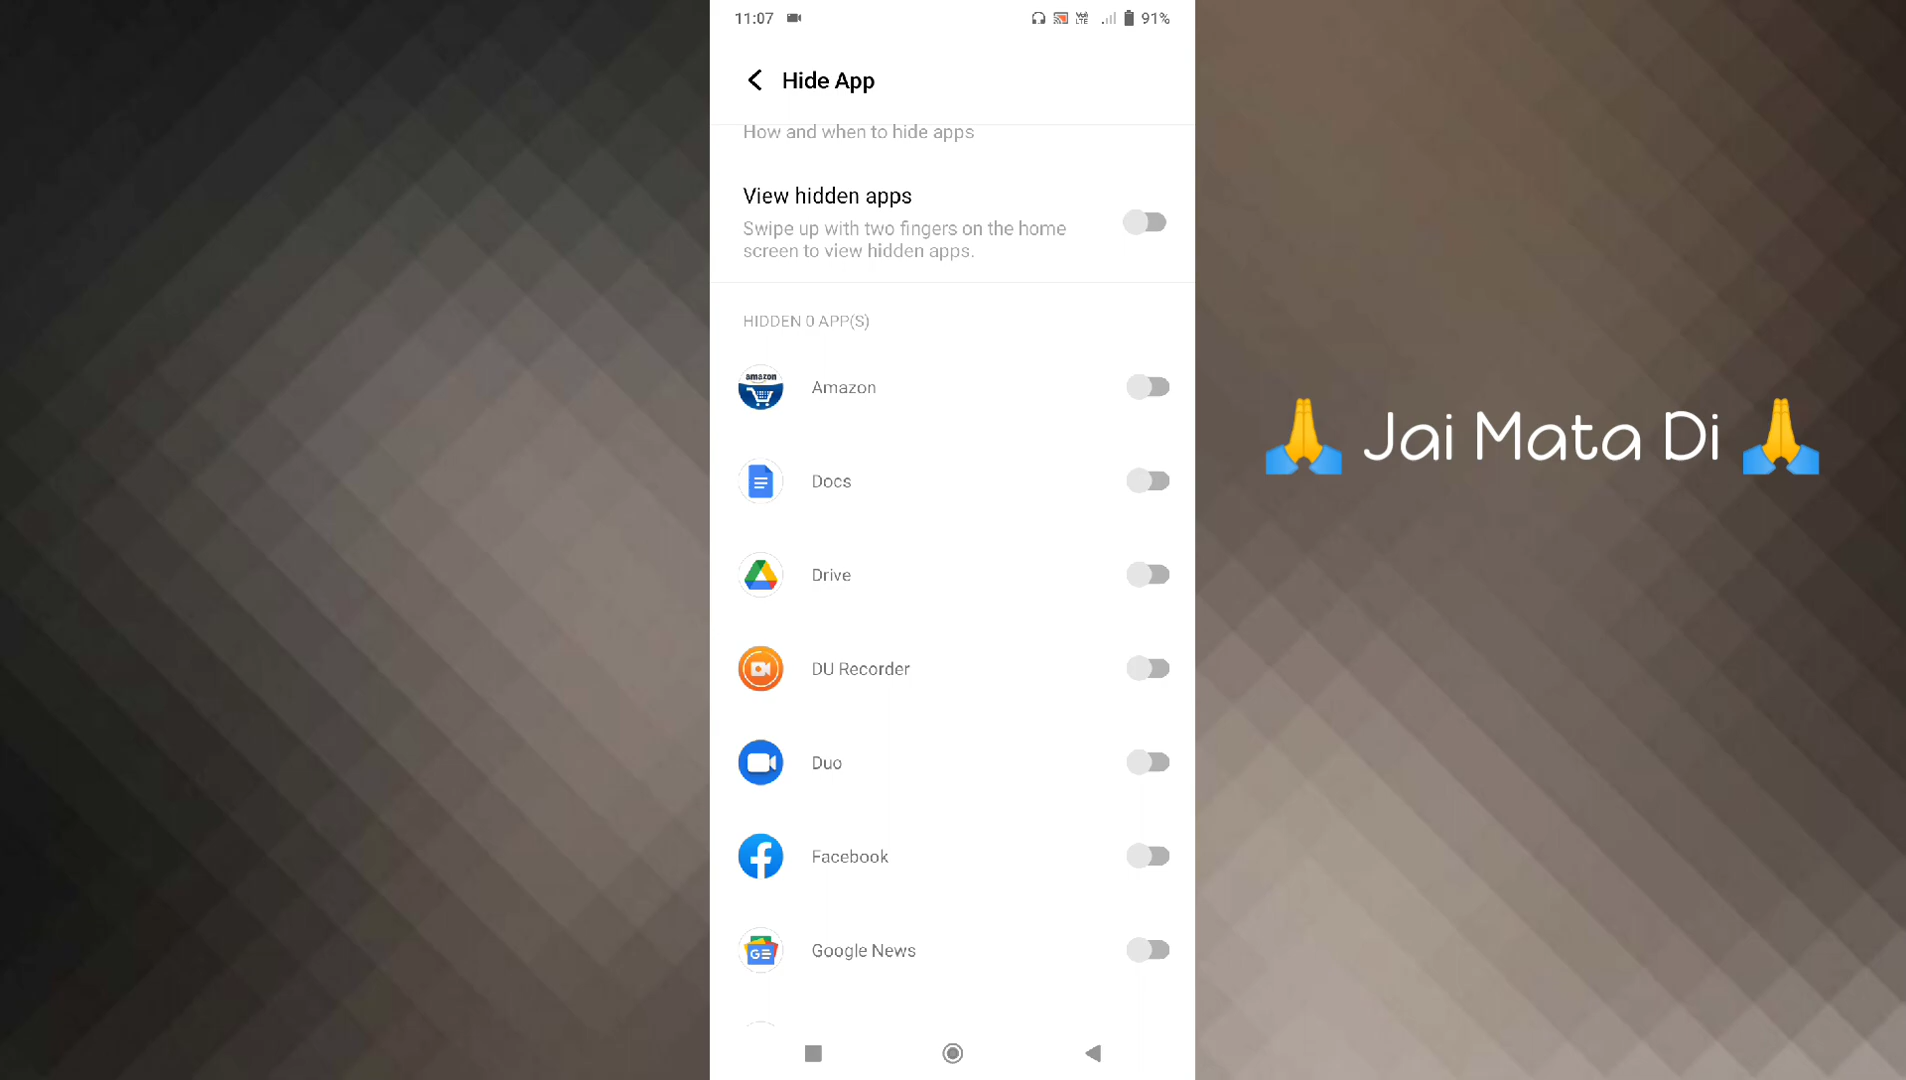 11:07 91%
Hide App
How and when to hide apps
View hidden apps
Swipe up with two fingers on the home
screen to view hidden apps.
HIDDEN 0 APP(S)
amazon
Amazon
Docs
Drive
DU Recorder
Duo
Facebook
GE
Google News
🙏 Jai Mata Di 🙏